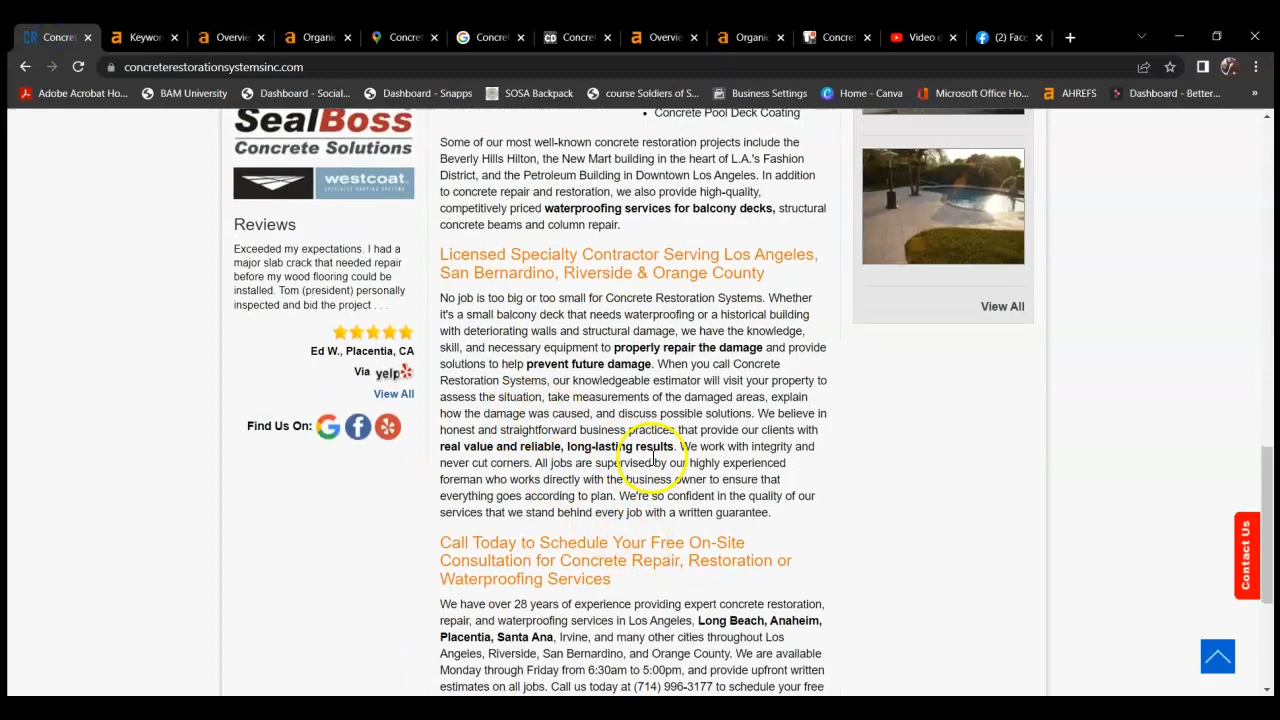 Concre
Keyword
Overvie
Organic
Concre
Concret
Concret
Overvie
Organic
Concret
Video d
(2) Face
concreterestorationsystemsinc.com
Adobe Acrobat Ho...
BAM University
Dashboard - Social...
Dashboard - Snapps
SOSA Backpack
course Soldiers of S...
Business Settings
Home - Canva
Microsoft Office Ho...
AHREFS
Dashboard - Better...
SealBoss
Concrete Solutions
westcoat
Reviews
Exceeded my expectations. I had a
major slab crack that needed repair
before my wood flooring could be
installed. Tom (president) personally
inspected and bid the project . . .
Ed W., Placentia, CA
Via yelp
View All
Find Us On:
• Concrete Pool Deck Coating
Some of our most well-known concrete restoration projects include the
Beverly Hills Hilton, the New Mart building in the heart of L.A.'s Fashion
District, and the Petroleum Building in Downtown Los Angeles. In addition
to concrete repair and restoration, we also provide high-quality,
competitively priced waterproofing services for balcony decks, structural
concrete beams and column repair.
Licensed Specialty Contractor Serving Los Angeles,
San Bernardino, Riverside & Orange County
No job is too big or too small for Concrete Restoration Systems. Whether
it's a small balcony deck that needs waterproofing or a historical building
with deteriorating walls and structural damage, we have the knowledge,
skill, and necessary equipment to properly repair the damage and provide
solutions to help prevent future damage. When you call Concrete
Restoration Systems, our knowledgeable estimator will visit your property to
assess the situation, take measurements of the damaged areas, explain
how the damage was caused, and discuss possible solutions. We believe in
honest and straightforward business practices that provide our clients with
real value and reliable, long-lasting results. We work with integrity and
never cut corners. All jobs are supervised by our highly experienced
foreman who works directly with the business owner to ensure that
everything goes according to plan. We're so confident in the quality of our
services that we stand behind every job with a written guarantee.
Call Today to Schedule Your Free On-Site
Consultation for Concrete Repair, Restoration or
Waterproofing Services
We have over 28 years of experience providing expert concrete restoration,
repair, and waterproofing services in Los Angeles, Long Beach, Anaheim,
Placentia, Santa Ana, Irvine, and many other cities throughout Los
Angeles, Riverside, San Bernardino, and Orange County. We are available
Monday through Friday from 6:30am to 5:00pm, and provide upfront written
estimates on all jobs. Call us today at (714) 996-3177 to schedule your free
View All
Contact Us